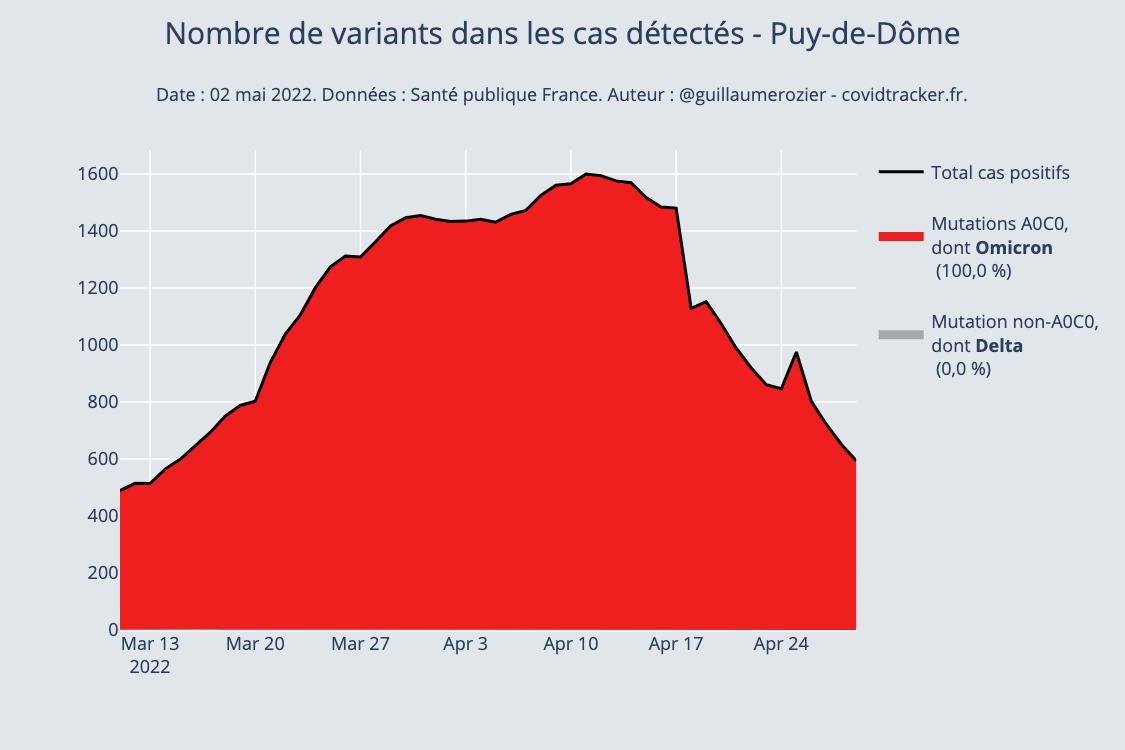 Nombre de variants dans les cas détectés - Puy-de-Dôme
Date : 02 mai 2022. Données : Santé publique France. Auteur : @guillaumerozier - covidtracker.fr.
1600
1400
1200
1000
800
600
400
200
0
Mar 13
2022
Mar 20
Mar 27
Apr 3
Apr 10
Apr 17
Apr 24
Total cas positifs
Mutations A0C0,
dont Omicron
(100,0 %)
Mutation non-A0C0,
dont Delta
(0,0 %)